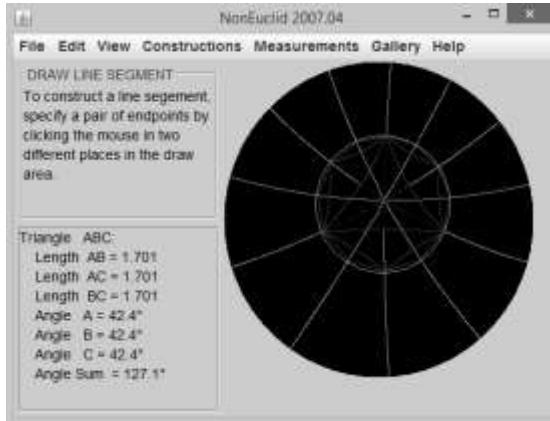 NonEuclid 2007.04
File Edit View Constructions Measurements Gallery Help
DRAW LINE SEGMENT
To construct a line segement,
specify a pair of endpoints by
clicking the mouse in two
different places in the draw
area.
Triangle ABC:
Length AB = 1.701
Length AC = 1.701
Length BC = 1.701
Angle A = 42.4°
Angle B = 42.4°
Angle C = 42.4°
Angle Sum = 127.1°